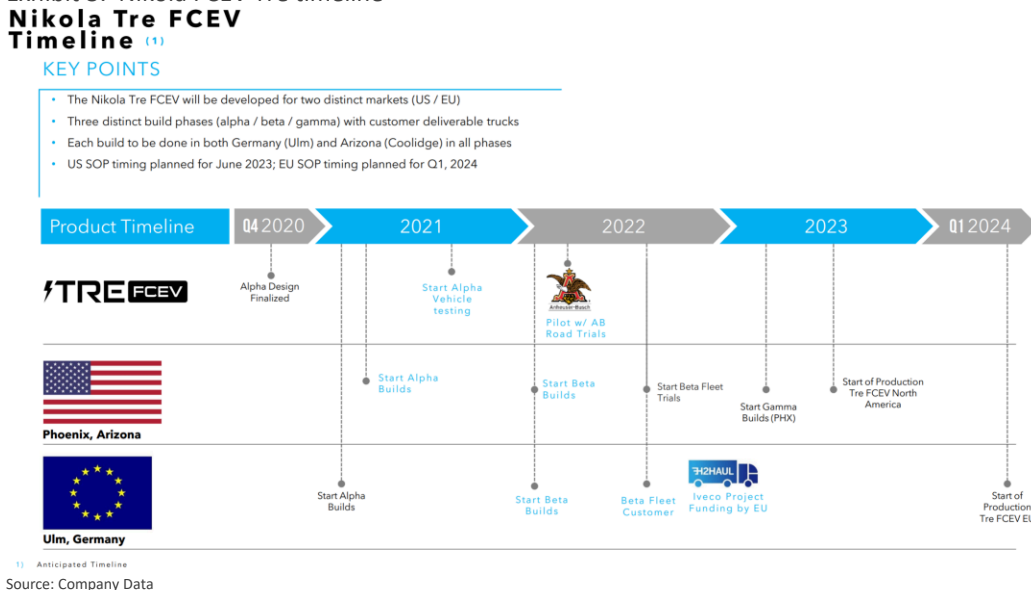 Nikola Tre FCEV
Timeline (1)
KEY POINTS
• The Nikola Tre FCEV will be developed for two distinct markets (US / EU)
• Three distinct build phases (alpha / beta / gamma) with customer deliverable trucks
• Each build to be done in both Germany (Ulm) and Arizona (Coolidge) in all phases
• US SOP timing planned for June 2023; EU SOP timing planned for Q1, 2024
Product Timeline
Q4 2020
2021
2022
2023
Q1 2024
TRE FCEV
Alpha Design
Finalized
Start Alpha
Vehicle
testing
Anheuser-Busch
Pilot w/ AB
Road Trials
Phoenix, Arizona
Start Alpha
Builds
Start Beta
Builds
Start Beta Fleet
Trials
Start Gamma
Builds (PHX)
Start of Production
Tre FCEV North
America
Ulm, Germany
Start Alpha
Builds
Start Beta
Builds
Beta Fleet
Customer
H2HAUL
Iveco Project
Funding by EU
Start of
Production
Tre FCEV EU
1) Anticipated Timeline
Source: Company Data